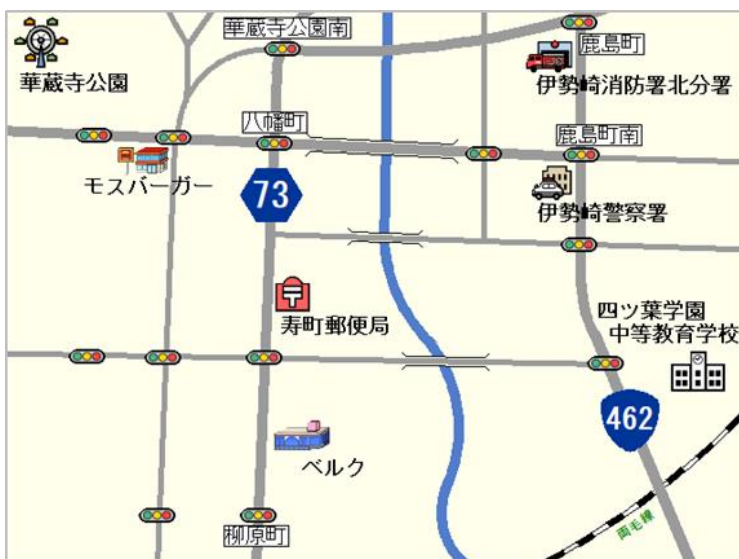 華蔵寺公園南
鹿島町
華蔵寺公園
伊勢崎消防署北分署
八幡町
鹿島町南
モスバーガー
73
伊勢崎警察署
寿町郵便局
四ツ葉学園
中等教育学校
462
ベルク
柳原町
両毛線